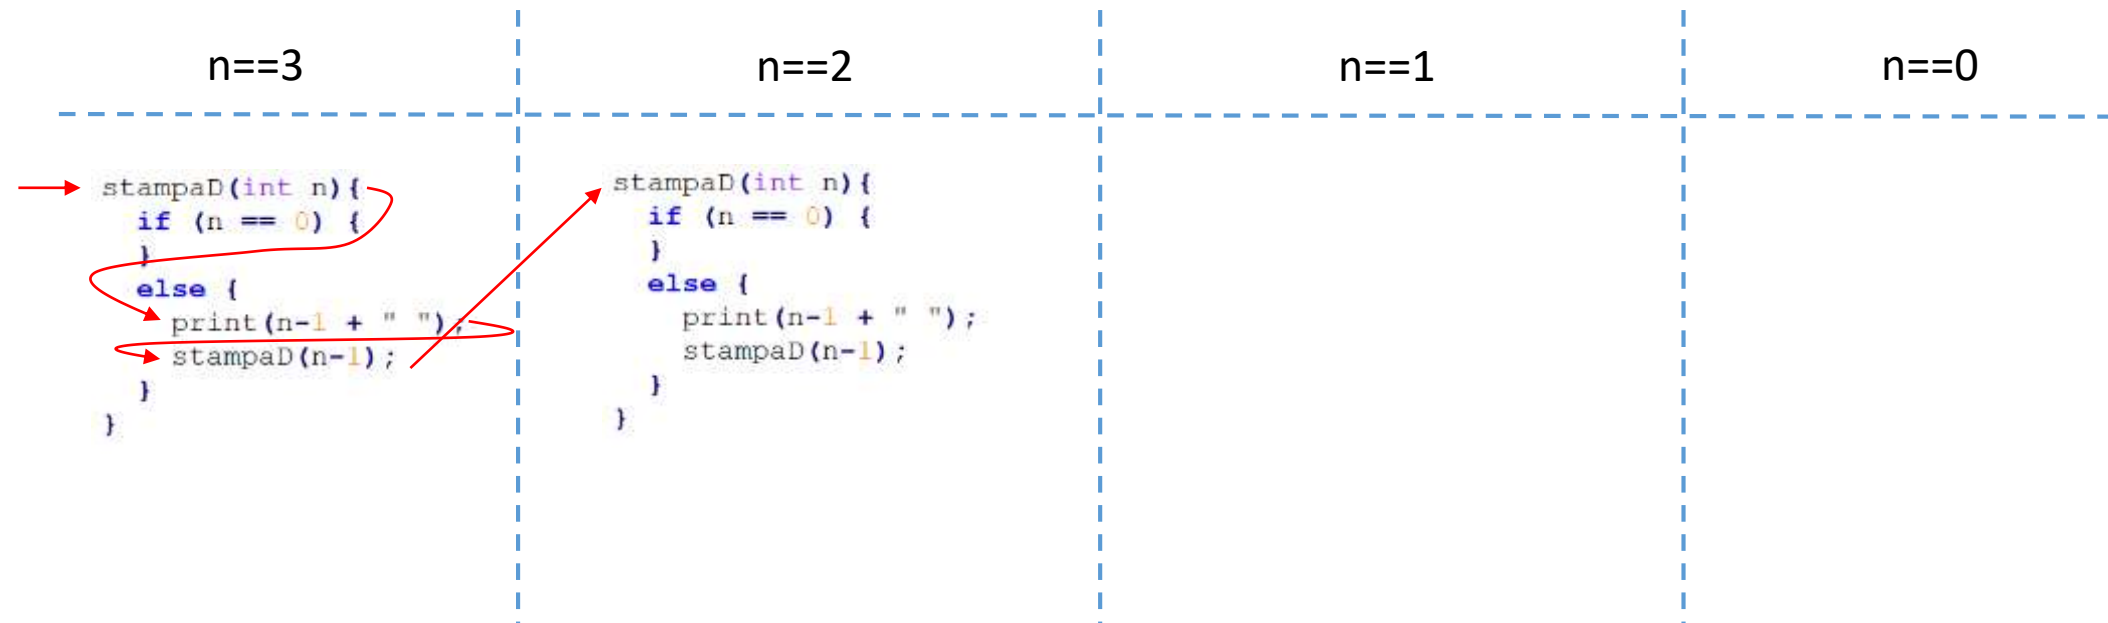 n==3
n==2
n==1
n==0
stampaD(int n){
if (n == 0) {
}
else {
print(n-1 + " ");
stampaD(n-1);
}
}
stampaD(int n){
if (n == 0) {
}
else {
print(n-1 + " ");
stampaD(n-1);
}
}